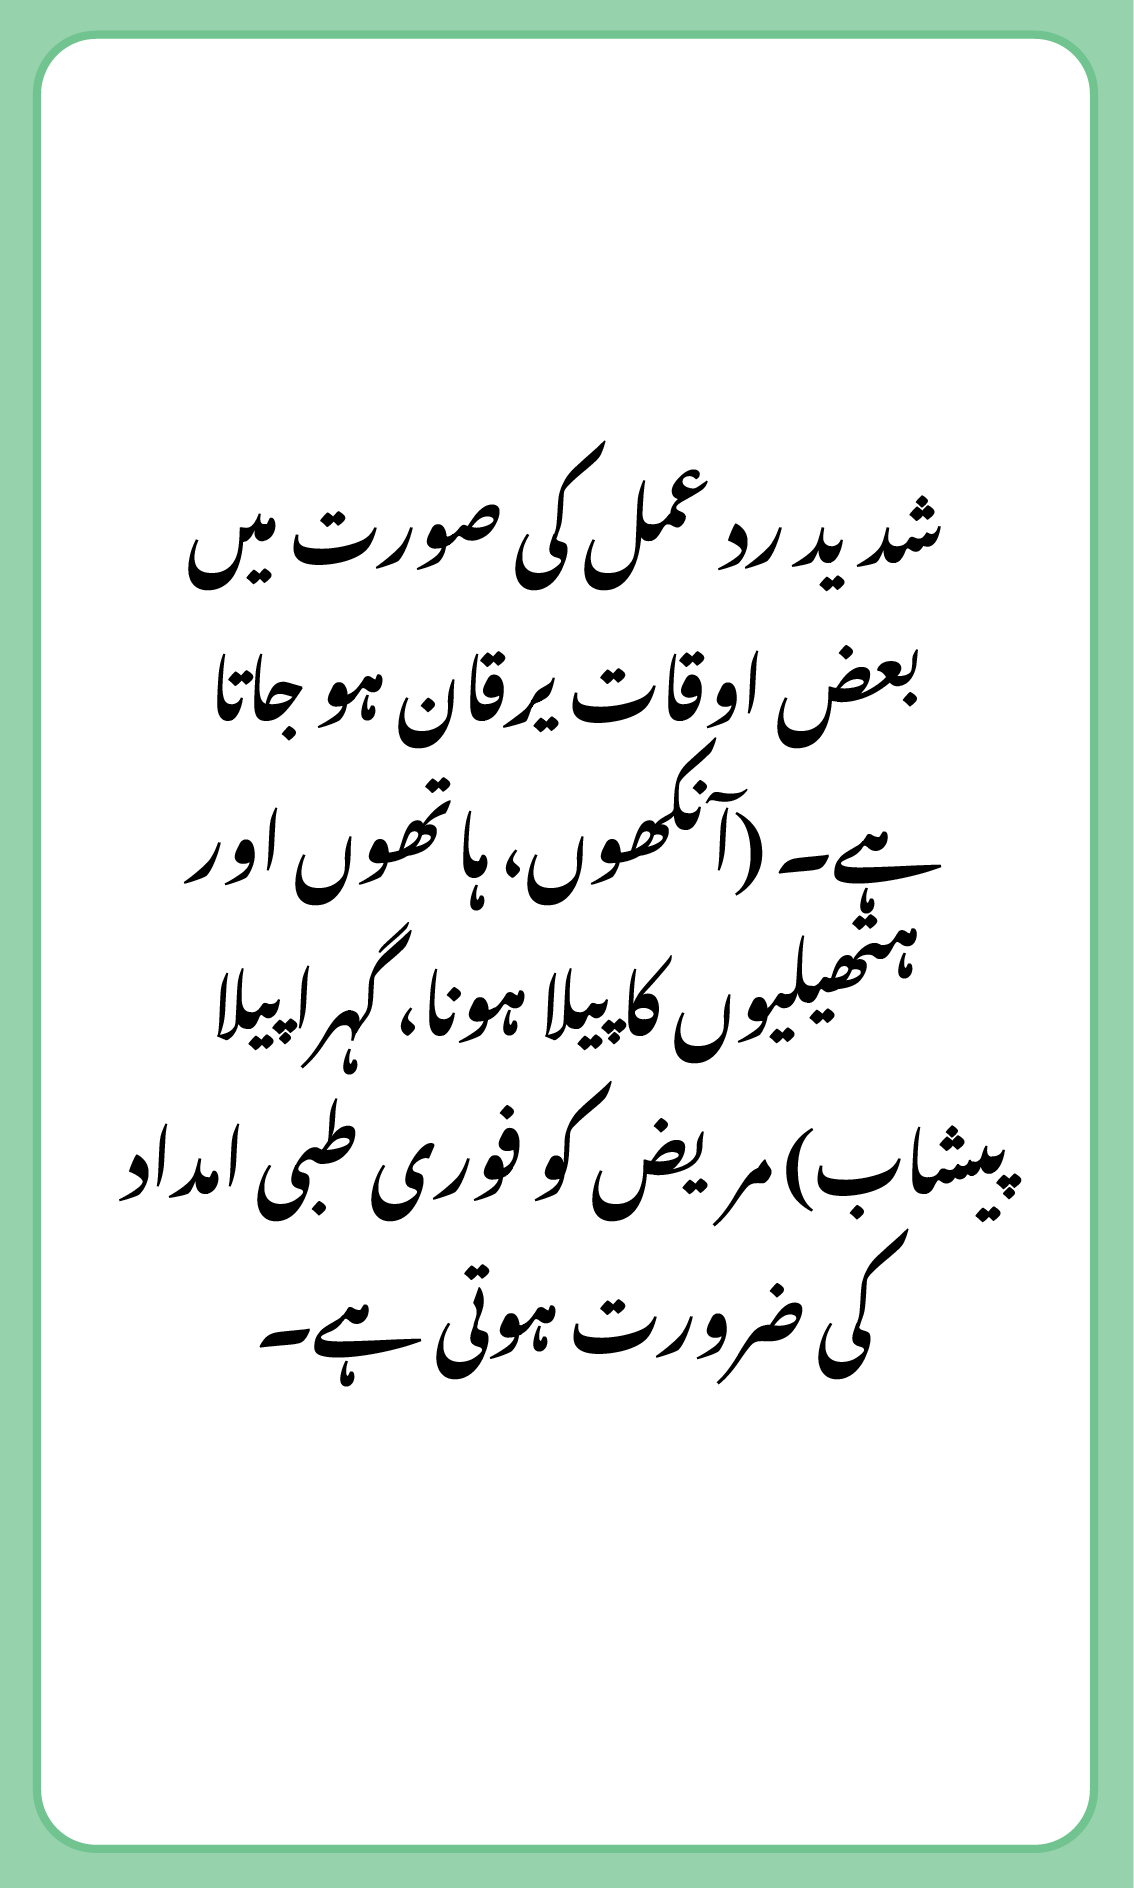 شدید رد عمل کی صورت میں
بعض اوقات یرقان ہو جاتا
ہے۔ (آنکھوں، ہاتھوں اور
ہتھیلیوں کا پیلا ہونا، گہرا پیلا
پیشاب) مریض کو فوری طبی امداد
کی ضرورت ہوتی ہے۔